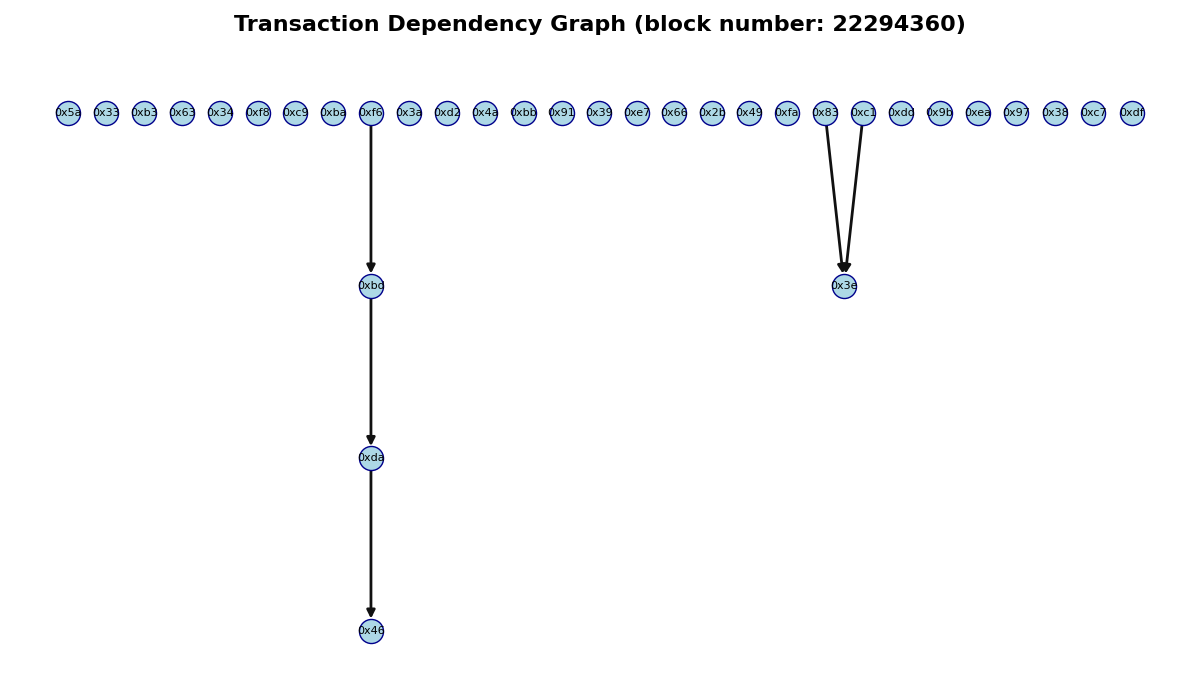 Transaction Dependency Graph (block number: 22294360)
0x5a 0x33 0xb3 0x63 0x34 0xf8 0xc9 0xba 0xf6 0x3a 0xd2 0x4a 0xbb 0x91 0x39 0xe7 0x66 0x2b 0x49 0xfa 0x83 0xc1 0xdd 0x9b 0xea 0x97 0x38 0xc7 0xdf
0xbd 0x3e
0xda
0x46